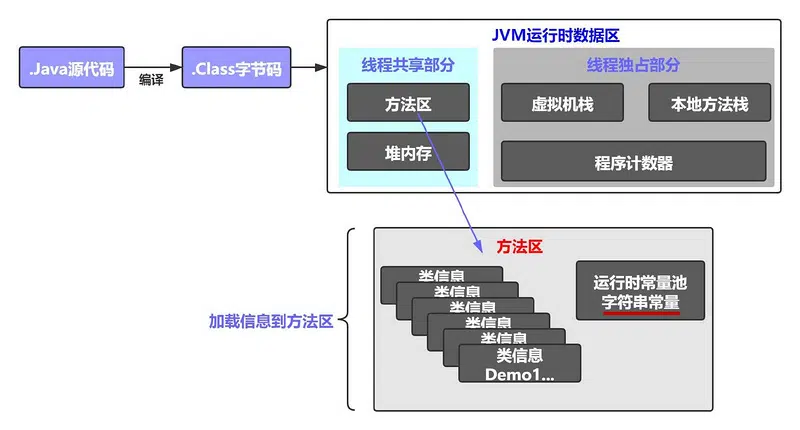 JVM运行时数据区
.Java源代码
编译
.Class字节码
线程共享部分
方法区
堆内存
线程独占部分
虚拟机栈
本地方法栈
程序计数器
加载信息到方法区
方法区
类信息
类信息
类信息
类信息
类信息
类信息
Demo1...
运行时常量池
字符串常量